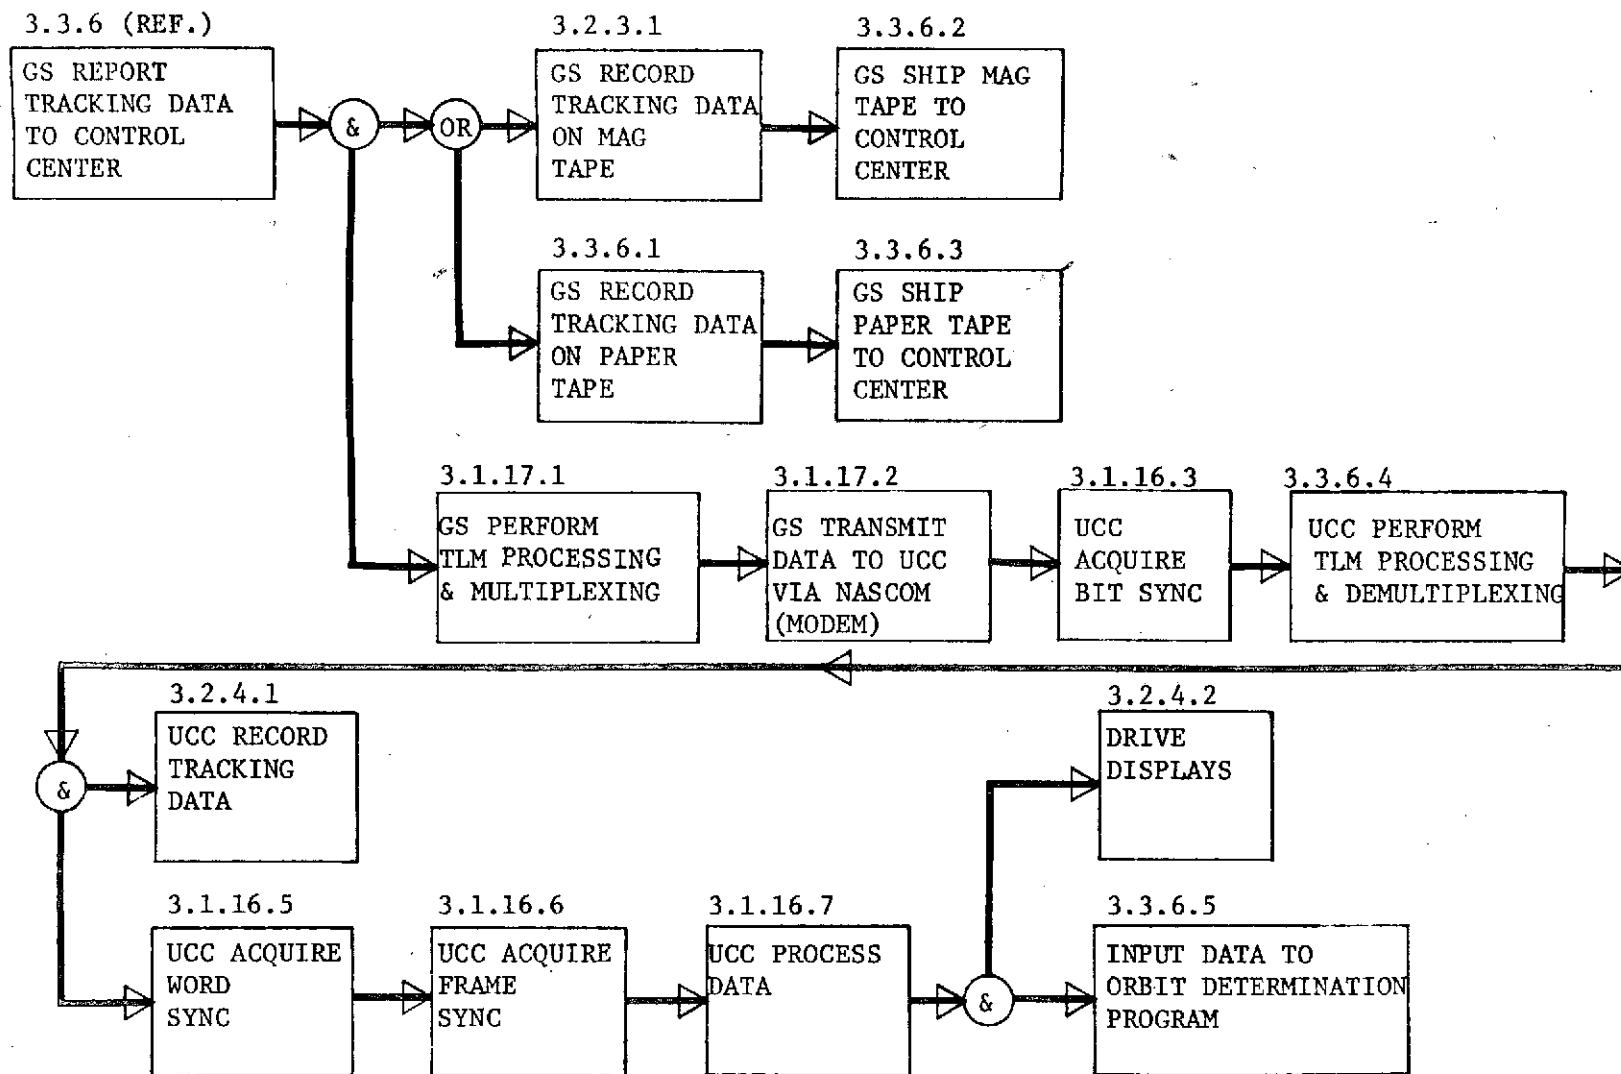 3.3.6 (REF.)
GS REPORT
TRACKING DATA
TO CONTROL
CENTER
&
OR
3.2.3.1
GS RECORD
TRACKING DATA
ON MAG
TAPE
3.3.6.2
GS SHIP MAG
TAPE TO
CONTROL
CENTER
3.3.6.1
GS RECORD
TRACKING DATA
ON PAPER
TAPE
3.3.6.3
GS SHIP
PAPER TAPE
TO CONTROL
CENTER
3.1.17.1
GS PERFORM
TLM PROCESSING
& MULTIPLEXING
3.1.17.2
GS TRANSMIT
DATA TO UCC
VIA NASCOM
(MODEM)
3.1.16.3
UCC
ACQUIRE
BIT SYNC
3.3.6.4
UCC PERFORM
TLM PROCESSING
& DEMULTIPLEXING
&
3.2.4.1
UCC RECORD
TRACKING
DATA
3.1.16.5
UCC ACQUIRE
WORD
SYNC
3.1.16.6
UCC ACQUIRE
FRAME
SYNC
3.1.16.7
UCC PROCESS
DATA
&
3.2.4.2
DRIVE
DISPLAYS
3.3.6.5
INPUT DATA TO
ORBIT DETERMINATION
PROGRAM